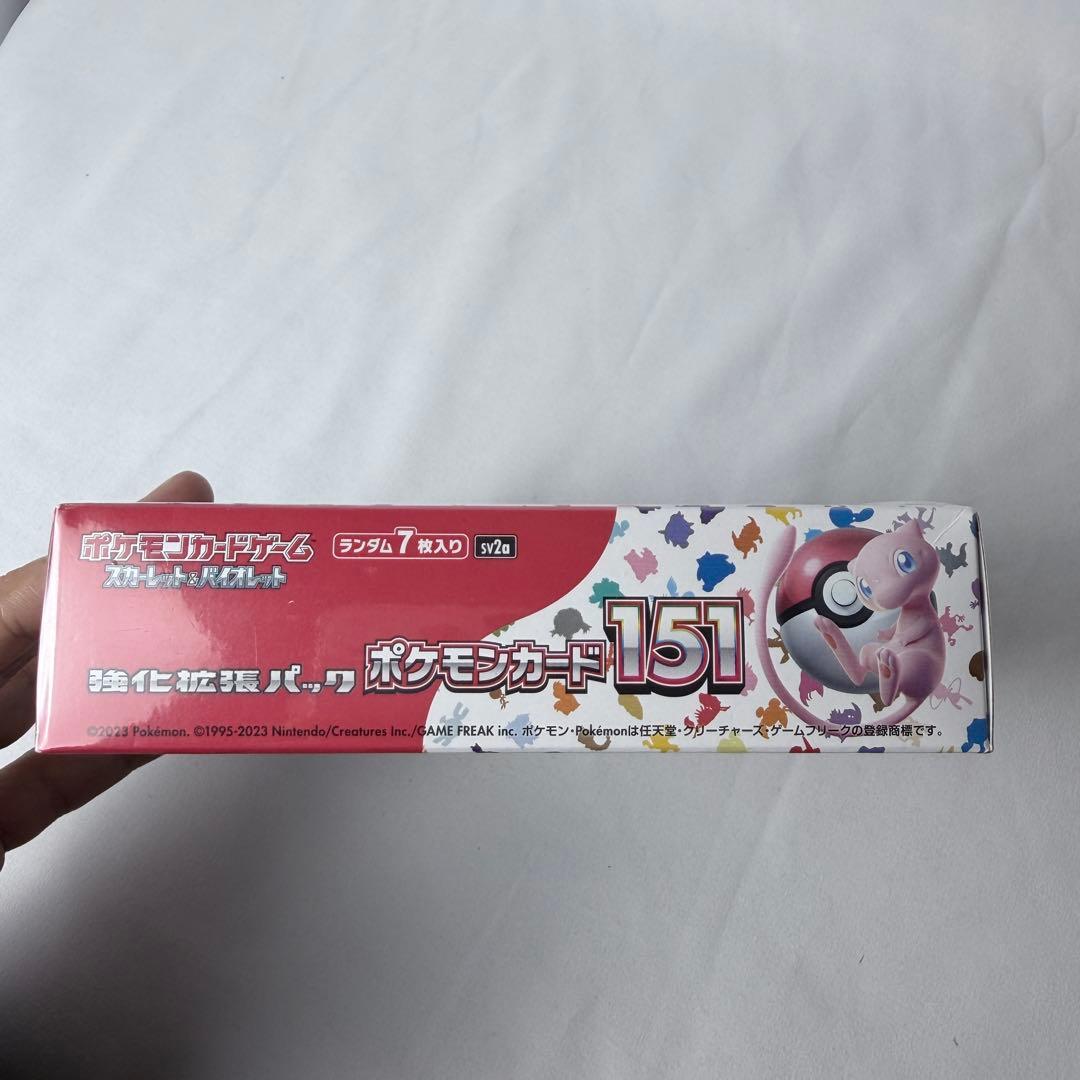 ポケモンカードゲーム
スカーレット&バイオレット
ランダム7枚入り
sv2a
強化拡張パック
ポケモンカード151
©2023 Pokémon. ©1995-2023 Nintendo/Creatures Inc./GAME FREAK inc. ポケモン・Pokémonは任天堂・クリーチャーズ・ゲームフリークの登録商標です。